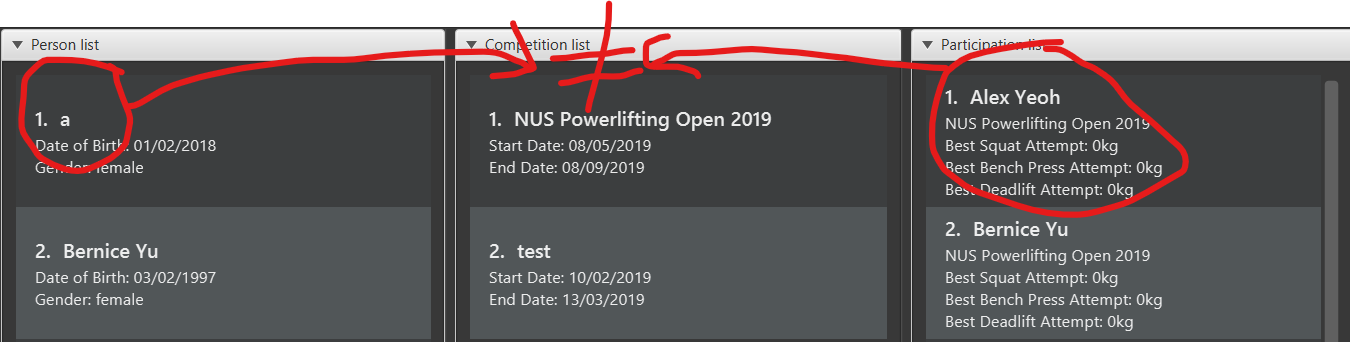 Person list
1. a
Date of Birth: 01/02/2018
Gender: female
2. Bernice Yu
Date of Birth: 03/02/1997
Gender: female
Competition list
1. NUS Powerlifting Open 2019
Start Date: 08/05/2019
End Date: 08/09/2019
2. test
Start Date: 10/02/2019
End Date: 13/03/2019
Participation list
1. Alex Yeoh
NUS Powerlifting Open 2019
Best Squat Attempt: 0kg
Best Bench Press Attempt: 0kg
Best Deadlift Attempt: 0kg
2. Bernice Yu
NUS Powerlifting Open 2019
Best Squat Attempt: 0kg
Best Bench Press Attempt: 0kg
Best Deadlift Attempt: 0kg